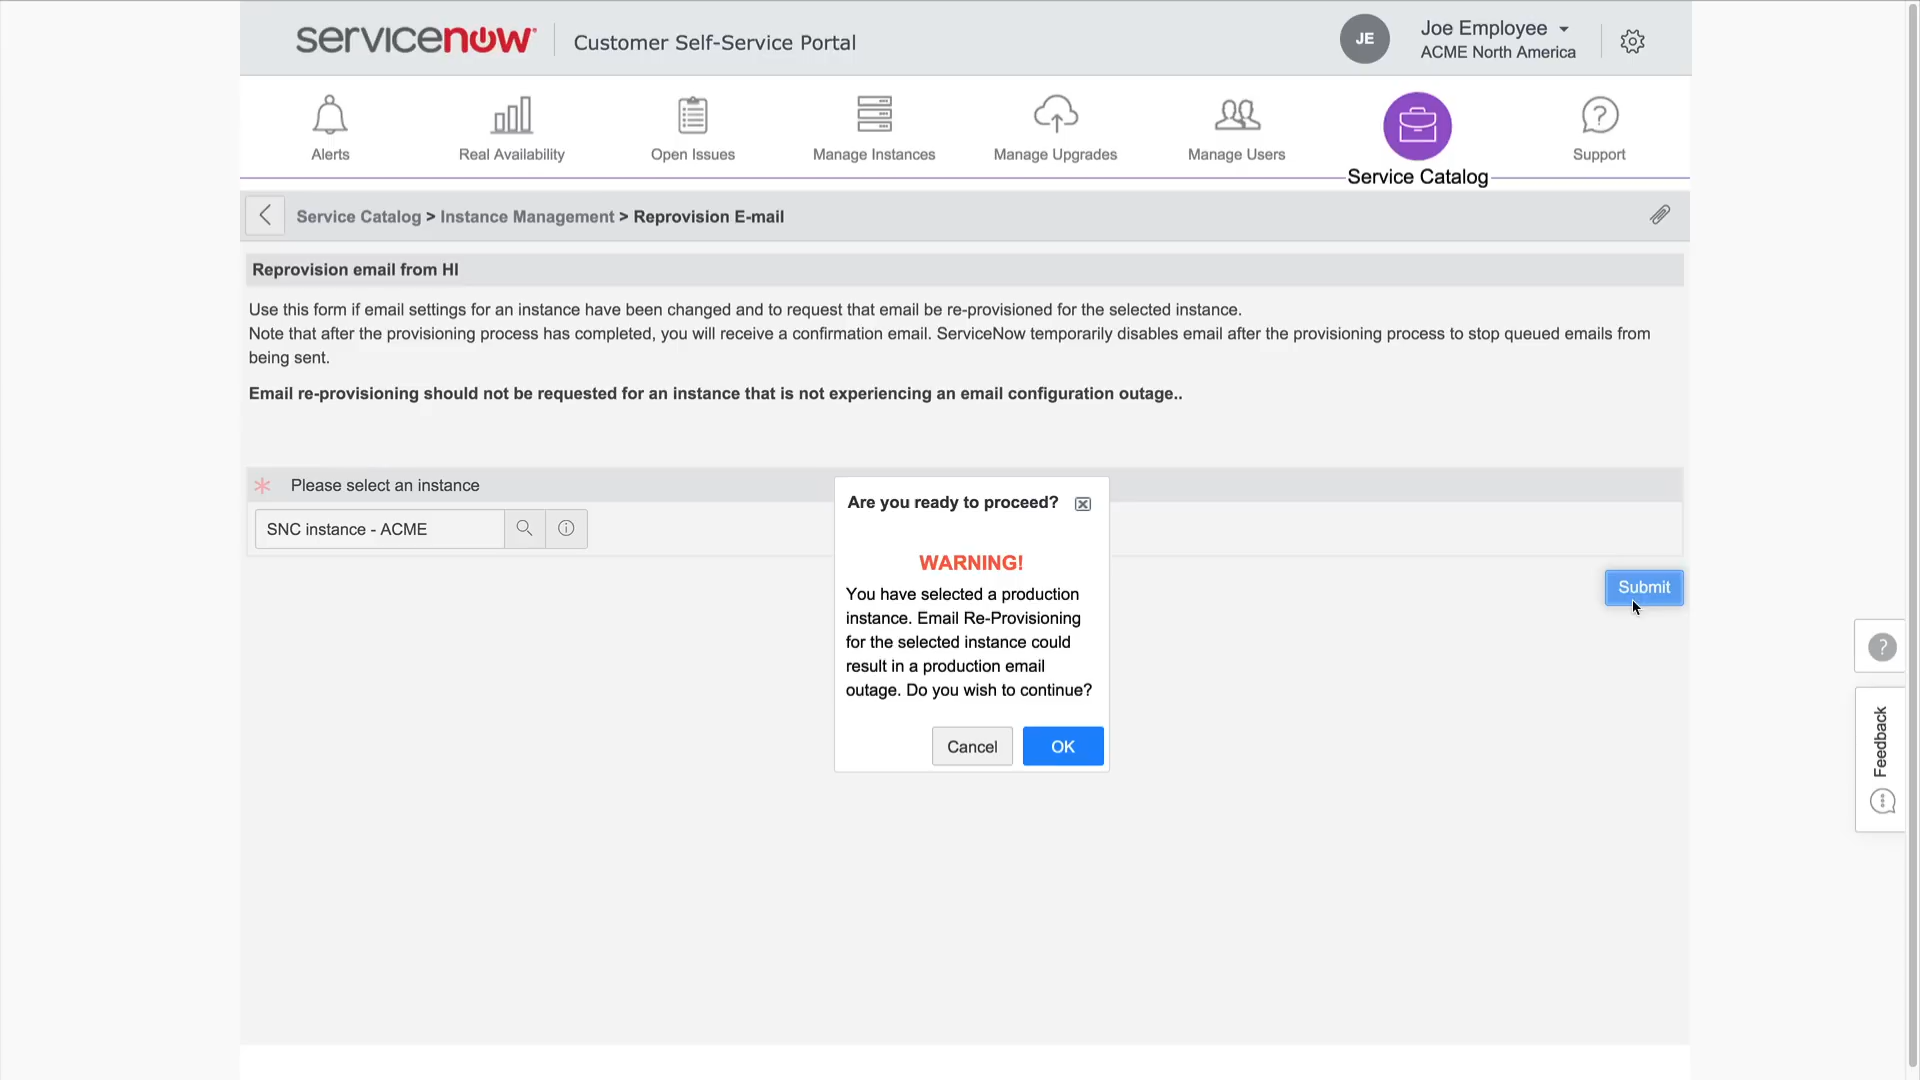 servicenow
Customer Self-Service Portal
JE
Joe Employee
ACME North America
Alerts
Real Availability
Open Issues
Manage Instances
Manage Upgrades
Manage Users
Service Catalog
Support
Service Catalog > Instance Management > Reprovision E-mail
Reprovision email from HI
Use this form if email settings for an instance have been changed and to request that email be re-provisioned for the selected instance.
Note that after the provisioning process has completed, you will receive a confirmation email. ServiceNow temporarily disables email after the provisioning process to stop queued emails from
being sent.
Email re-provisioning should not be requested for an instance that is not experiencing an email configuration outage..
Please select an instance
SNC instance - ACME
Are you ready to proceed?
WARNING!
You have selected a production
instance. Email Re-Provisioning
for the selected instance could
result in a production email
outage. Do you wish to continue?
Cancel
OK
Submit
?
Feedback